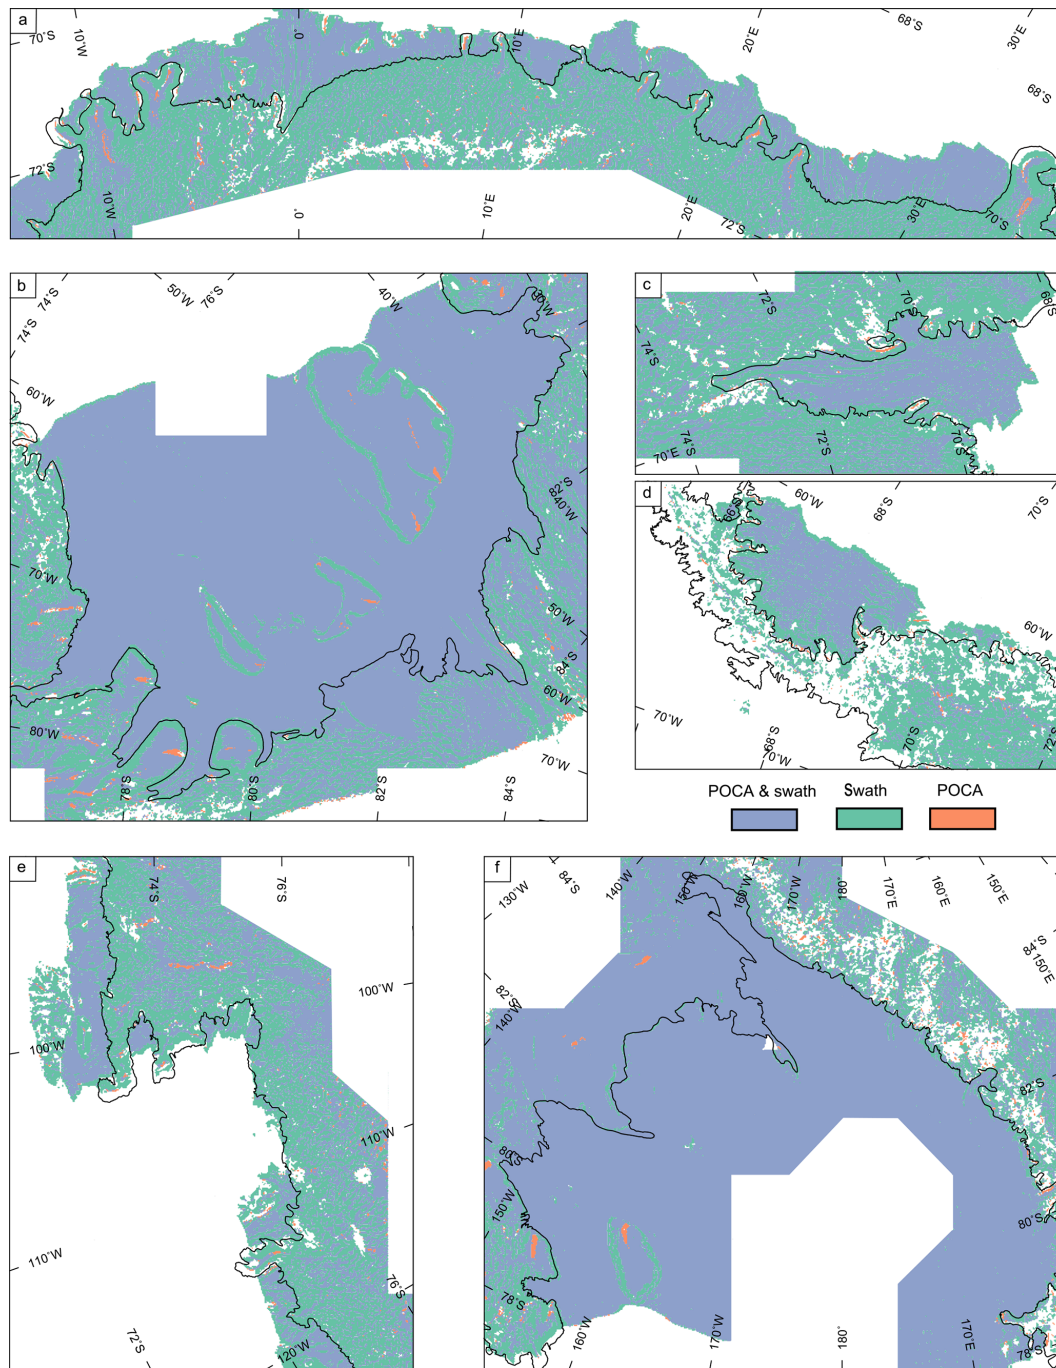 a
70°S
10°W
0°
10°E
20°E
68°S
30°E
68°S
72°S
10°W
0°
10°E
20°E
72°S
30°E
70°S
b
74°S
50°W
76°S
40°W
30°W
74°S
60°W
82°S
40°W
70°W
50°W
84°S
60°W
80°W
70°W
78°S
80°S
82°S
84°S
c
72°S
70°S
68°S
74°S
70°E
74°S
72°S
70°S
d
66°S
60°W
68°S
70°S
60°W
70°W
68°S
70°W
70°S
72°S
POCA & swath
Swath
POCA
e
74°S
76°S
100°W
100°W
110°W
110°W
76°S
72°S
120°W
f
130°W
84°S
140°W
150°W
160°W
170°W
180°
170°E
160°E
150°E
84°S
150°E
82°S
140°W
82°S
80°S
150°W
80°S
78°S
160°W
170°W
180°
170°E
78°S